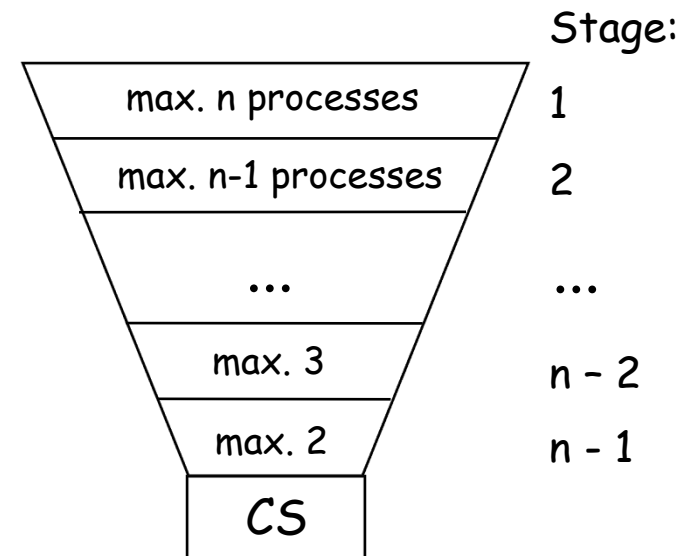 Stage:
max. n processes 1
max. n-1 processes 2
... ...
max. 3 n - 2
max. 2 n - 1
CS